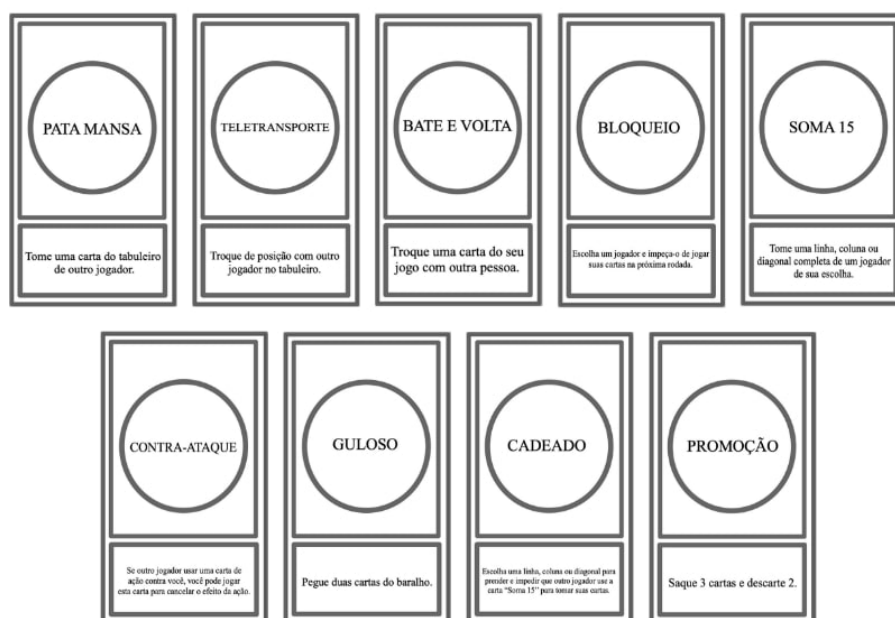 PATA MANSA
Tome uma carta do tabuleiro
de outro jogador.
TELETRANSPORTE
Troque de posição com outro
jogador no tabuleiro.
BATE E VOLTA
Troque uma carta do seu
jogo com outra pessoa.
BLOQUEIO
Escolha um jogador e impeça-o de jogar
suas cartas na próxima rodada.
SOMA 15
Tome uma linha, coluna ou
diagonal completa de um jogador
de sua escolha.
CONTRA-ATAQUE
Se outro jogador usar uma carta de
ação contra você, você pode jogar
esta carta para cancelar o efeito da ação.
GULOSO
Pegue duas cartas do baralho.
CADEADO
Escolha uma linha, coluna ou diagonal para
prender e impedir que outro jogador use a
carta “Soma 15” para tomar suas cartas.
PROMOÇÃO
Saque 3 cartas e descarte 2.